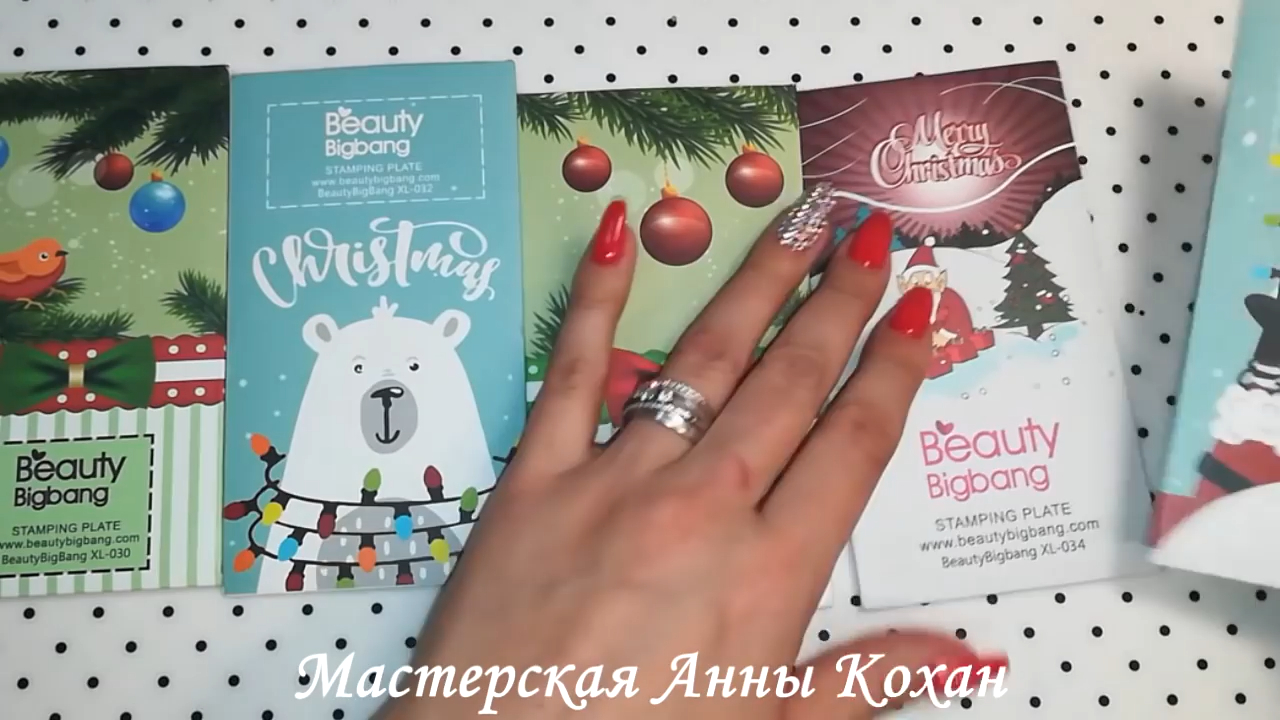 Beauty
Bigbang
STAMPING PLATE
www.beautybigbang.com
BeautyBigBang XL-030
Beauty
Bigbang
STAMPING PLATE
www.beautybigbang.com
BeautyBigBang XL-032
Christmas
Merry
Christmas
Beauty
Bigbang
STAMPING PLATE
www.beautybigbang.com
BeautyBigbang XL-034
Мастерская Анны Кохан